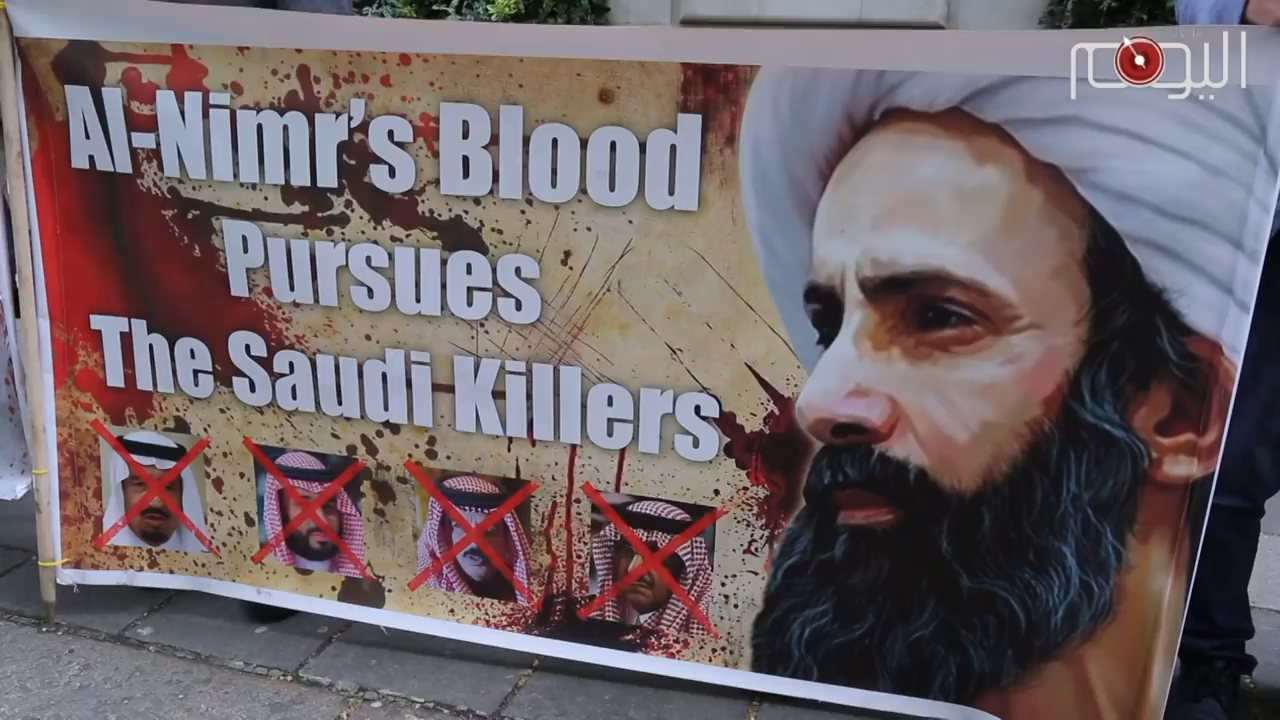 اليوم
Al-Nimr's Blood
Pursues
The Saudi Killers